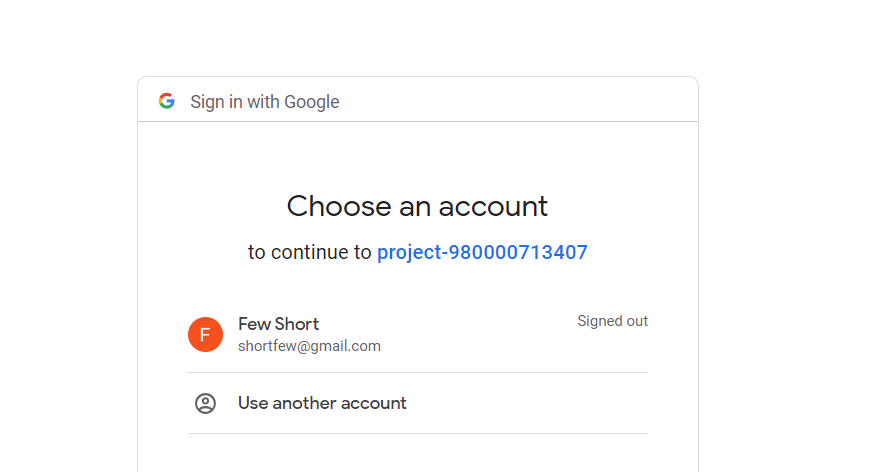 Sign in with Google
Choose an account
to continue to project-980000713407
F
Few Short
Signed out
shortfew@gmail.com
Use another account